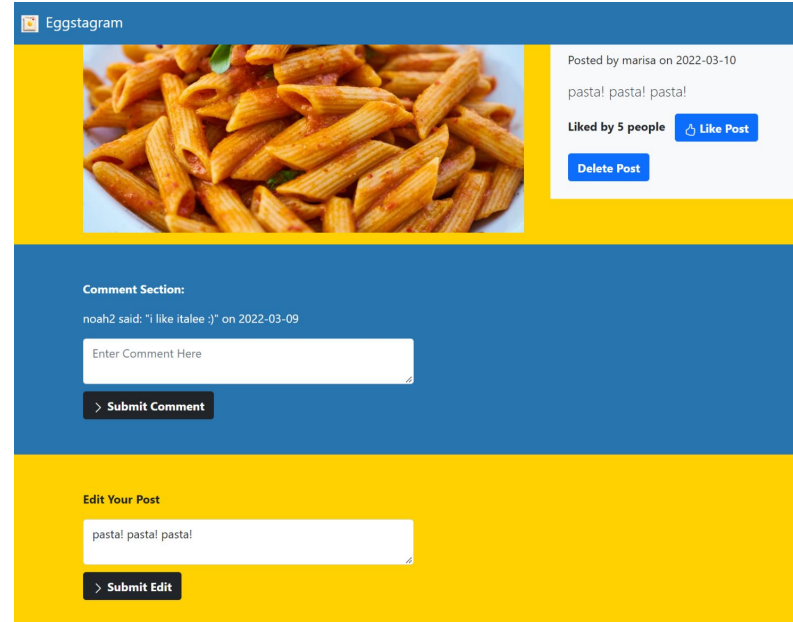 Eggstagram
Posted by marisa on 2022-03-10
pasta! pasta! pasta!
Liked by 5 people
Like Post
Delete Post
Comment Section:
noah2 said: "i like italee :)" on 2022-03-09
Enter Comment Here
Submit Comment
Edit Your Post
pasta! pasta! pasta!
Submit Edit